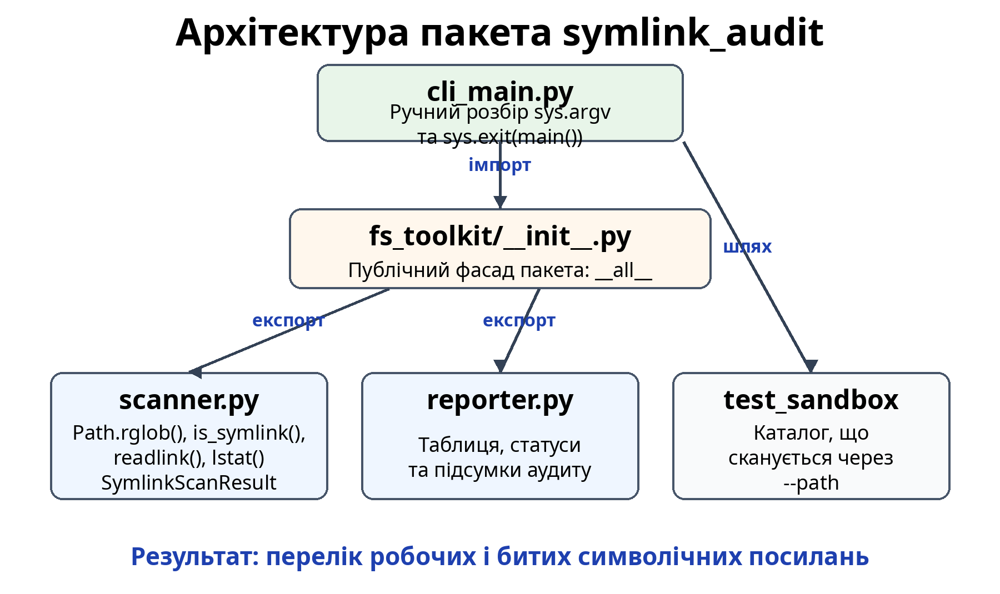 Архітектура пакета symlink_audit
cli_main.py
Ручний розбір sys.argv
та sys.exit(main())
імпорт
fs_toolkit/__init__.py
Публічний фасад пакета: __all__
шлях
експорт
експорт
scanner.py
Path.rglob(), is_symlink(),
readlink(), lstat()
SymlinkScanResult
reporter.py
Таблиця, статуси
та підсумки аудиту
test_sandbox
Каталог, що
сканується через
--path
Результат: перелік робочих і битих символічних посилань